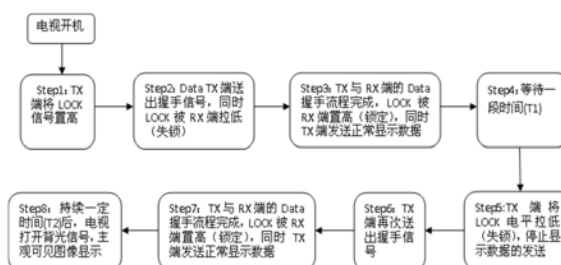 电视开机
Step1：TX
端将 LOCK
信号置高
Step2：Data TX 端送
出握手信号，同时
LOCK 被 RX 端拉低
（失锁）
Step3：TX 与 RX 端的 Data
握手流程完成，LOCK 被
RX 端置高（锁定），同时
TX 端发送正常显示数据
Step4：等待一
段时间(T1)
Step5:TX 端将
LOCK 电平拉低
（失锁），停止显
示数据的发送
Step6：TX
端再次送
出握手信
号
Step7：TX 与 RX 端的 Data
握手流程完成，LOCK 被 RX
端置高（锁定），同时 TX
端发送正常显示数据
Step8：持续一定
时间(T2)后，电视
打开背光信号，主
观可见图像显示